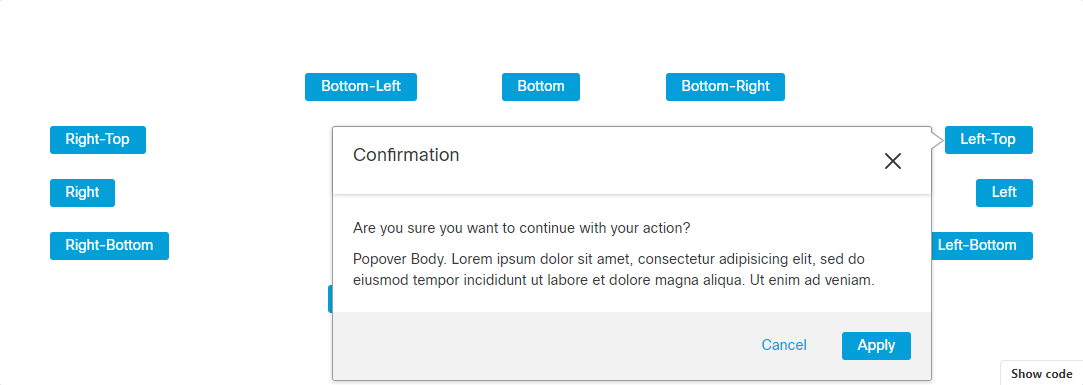 Bottom-Left
Bottom
Bottom-Right
Right-Top
Left-Top
Confirmation
Right
Left
Are you sure you want to continue with your action?
Right-Bottom
Left-Bottom
Popover Body. Lorem ipsum dolor sit amet, consectetur adipisicing elit, sed do
eiusmod tempor incididunt ut labore et dolore magna aliqua. Ut enim ad veniam.
Cancel
Apply
Show code